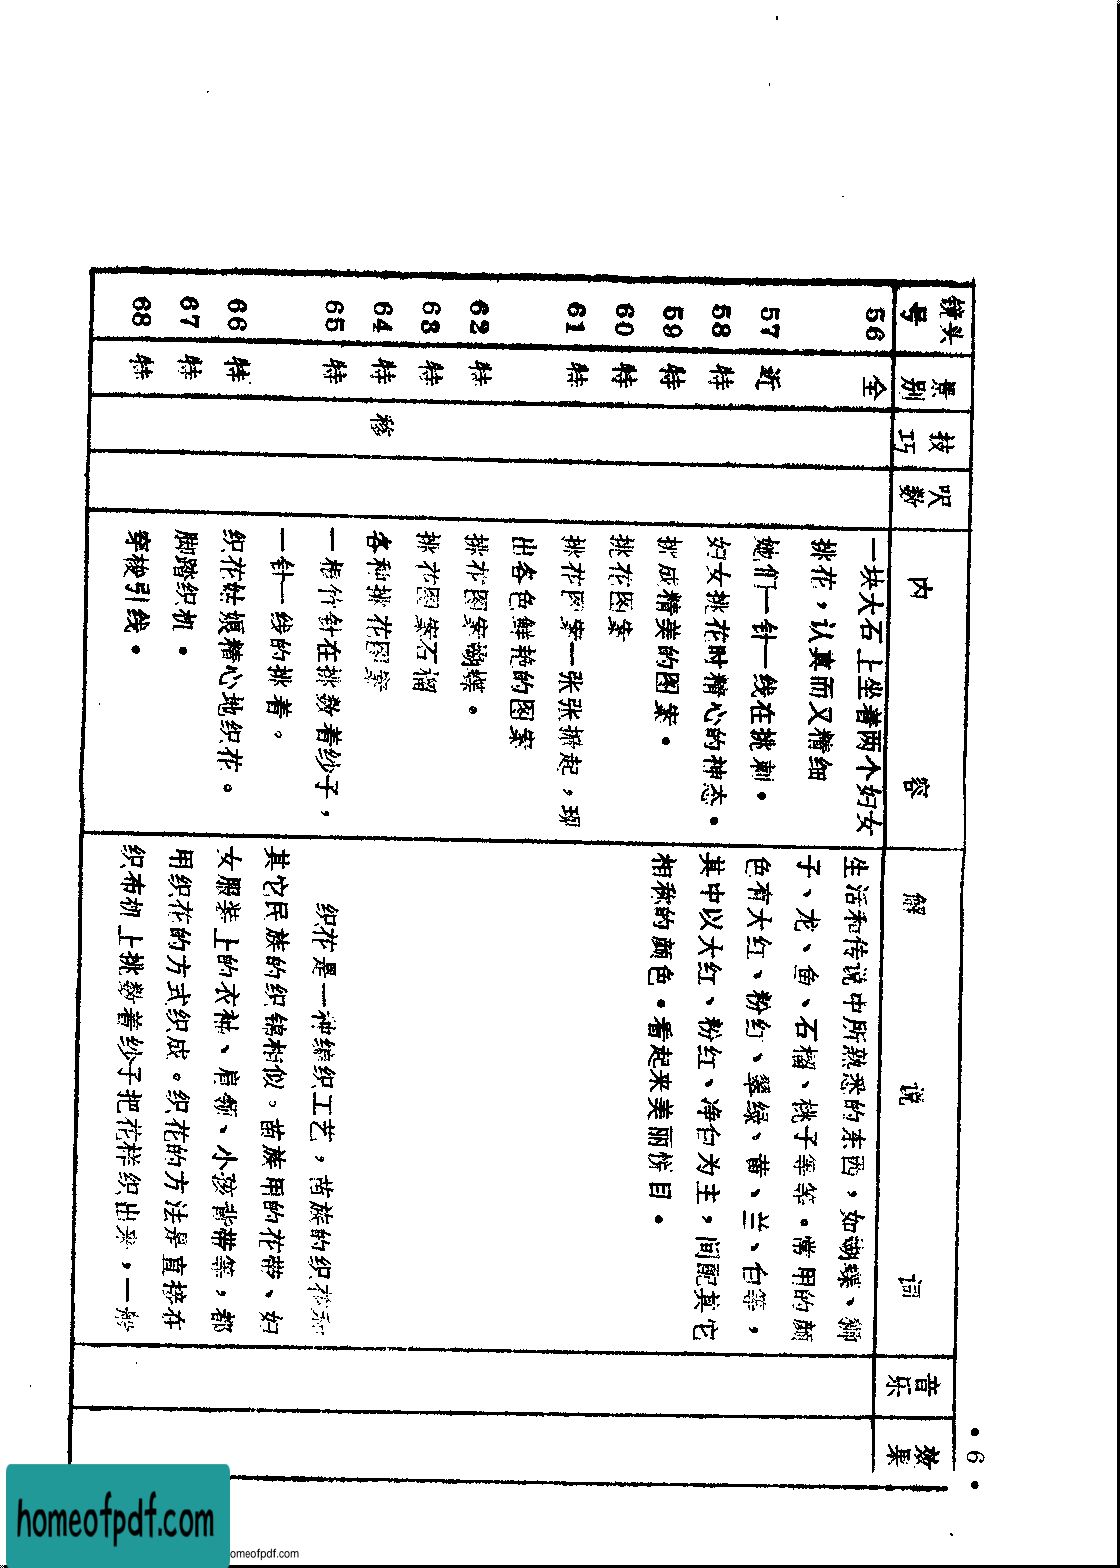 • 6 •
镜头号 景别 技巧 呎数 内容 解说词 音乐 效果
56 全 一块大石上坐着两个妇女 生活和传说中所熟悉的东西，如蝴蝶、狮
挑花，认真而又精细 子、龙、鱼、石榴、桃子等等。常用的颜
57 近 她们一针一线在挑刺。 色有大红、粉红、翠绿、黄、兰、白等，
58 特 妇女挑花时精心的神态。 其中以大红、粉红、净白为主，间配其它
59 特 挑成精美的图案。 相称的颜色。看起来美丽悦目。
60 特 挑花图案
61 特 挑花图案一张张掀起，现
出各色鲜艳的图案
62 特 挑花图案蝴蝶。
63 特 挑花图案石榴
64 特 移 各种挑花图案
65 特 一根竹针在挑数着纱子， 织花是一种编织工艺，苗族的织花和
一针一线的挑着。 其它民族的织锦相似。苗族用的花带、妇
66 特 织花姑娘精心地织花。 女服装上的衣袖、肩领、小孩背带等，都
67 特 脚踏织机。 用织花的方式织成。织花的方法是直接在
68 特 穿梭引线。 织布机上挑数着纱子把花样织出来，一般
homeofpdf.com
omeofpdf.com